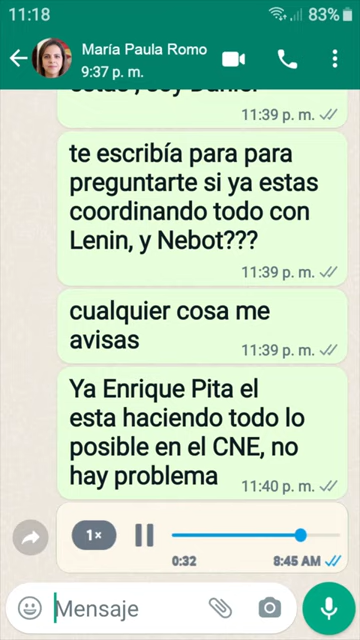 11:18
83%
María Paula Romo
9:37 p. m.
11:39 p. m.
te escribía para para
preguntarte si ya estas
coordinando todo con
Lenin, y Nebot???
11:39 p. m.
cualquier cosa me
avisas
11:39 p. m.
Ya Enrique Pita el
esta haciendo todo lo
posible en el CNE, no
hay problema
11:40 p. m.
1×
0:32
8:45 AM
Mensaje